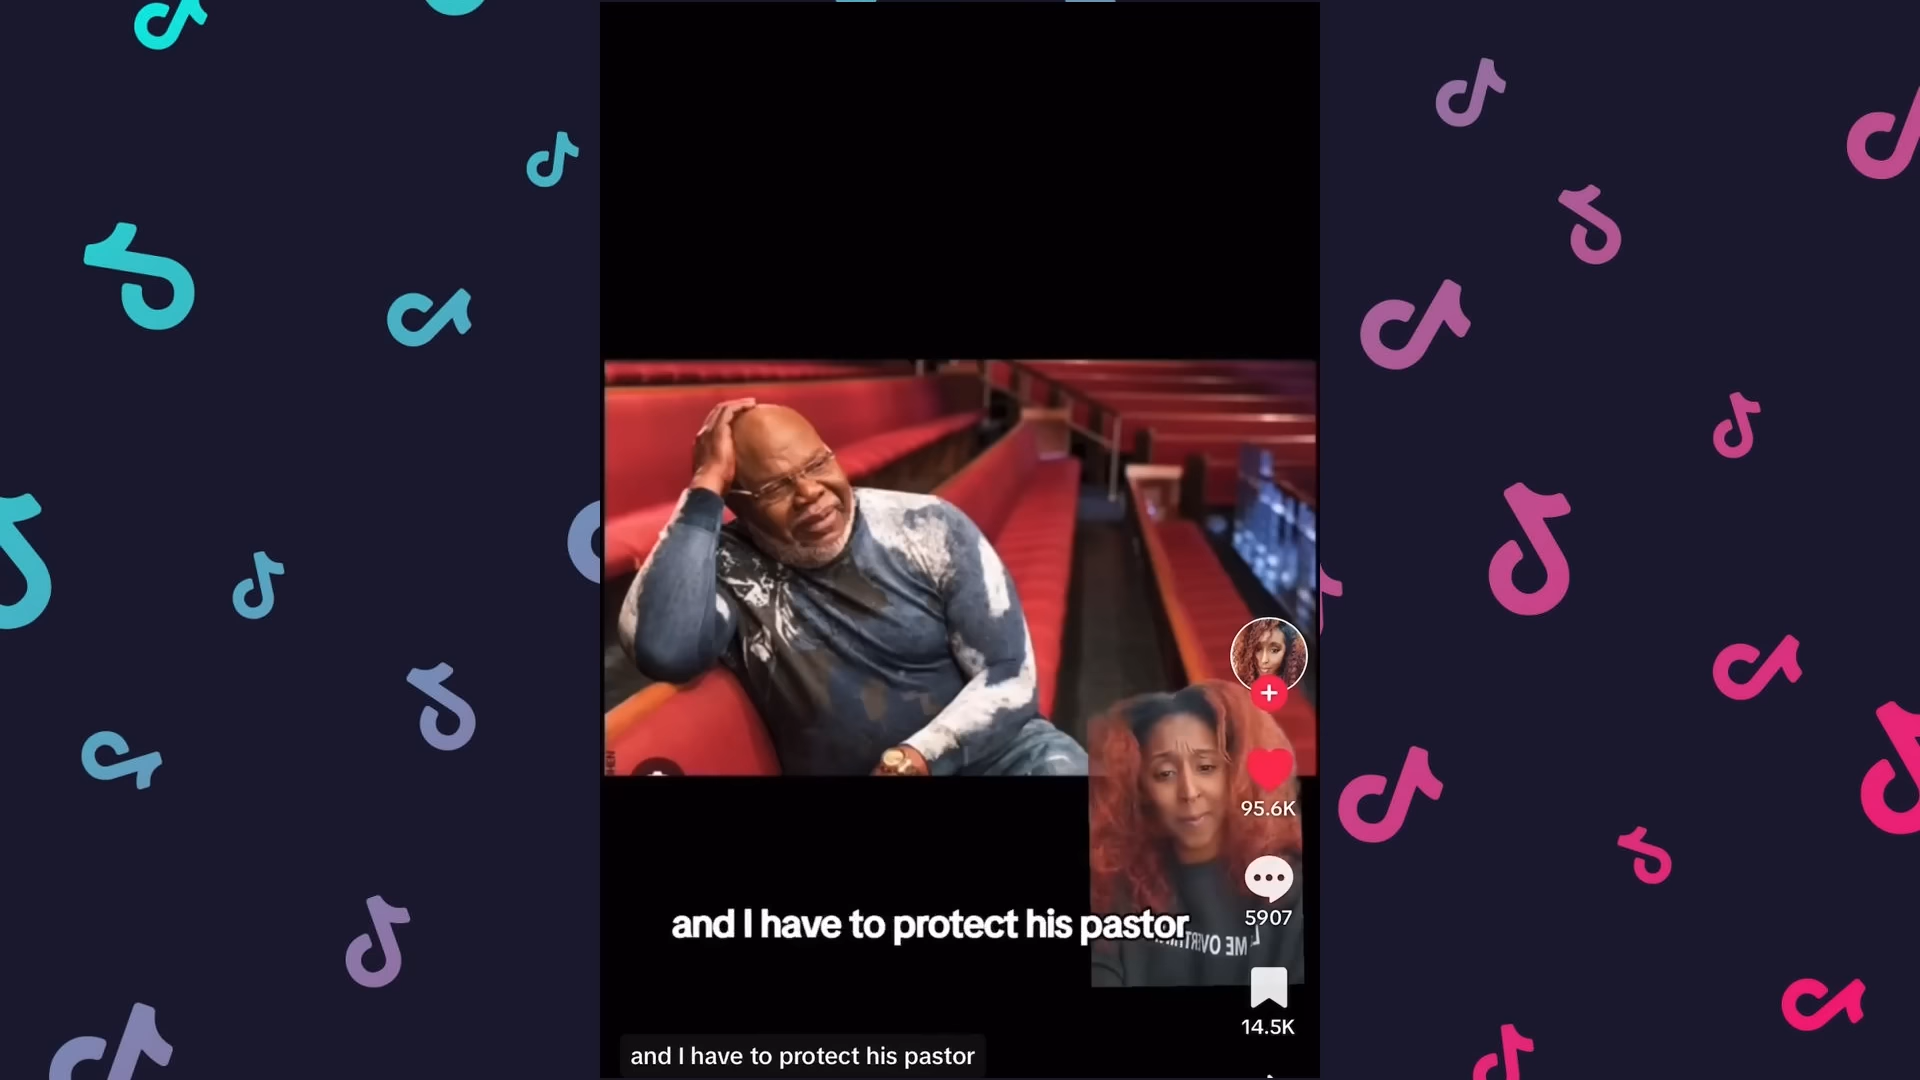 95.6K
5907
and I have to protect his pastor
14.5K
and I have to protect his pastor